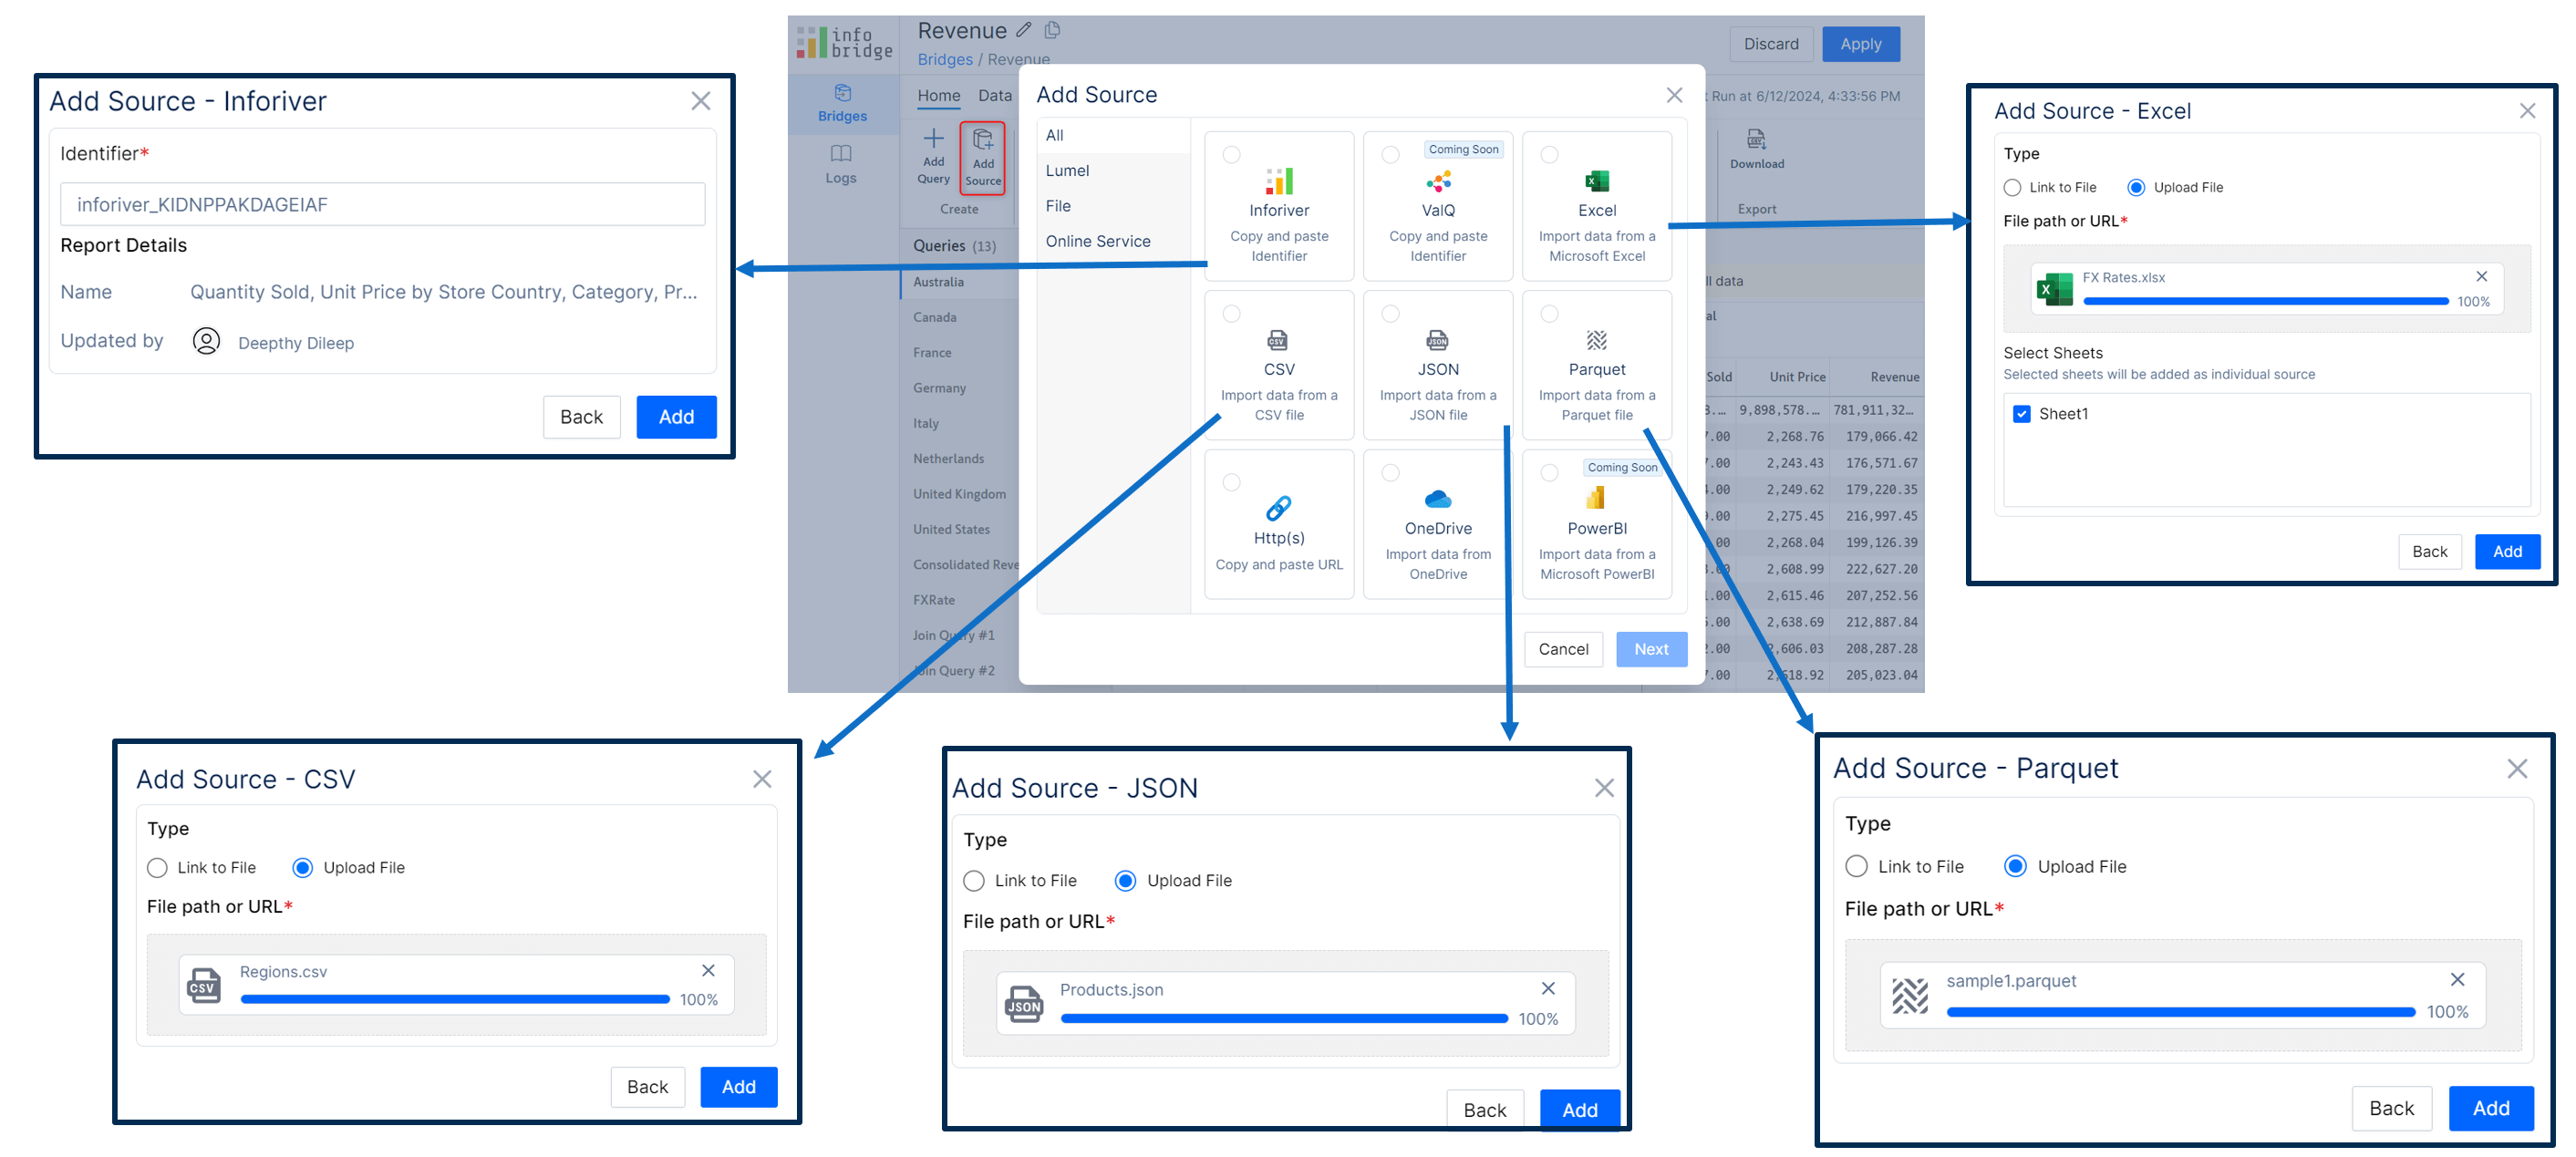 info
bridge
Revenue
Bridges / Revenue
Discard
Apply
Bridges
Logs
Home Data
Run at 6/12/2024, 4:33:56 PM
Add
Query
Add
Source
Create
Download
Export
Queries (13)
Australia
Canada
France
Germany
Italy
Netherlands
United Kingdom
United States
Consolidated Reve
FXRate
Join Query #1
Join Query #2
ll data
al
Sold Unit Price Revenue
3.... 9,898,578.... 781,911,32...
7.00 2,268.76 179,066.42
7.00 2,243.43 176,571.67
.00 2,249.62 179,220.35
.00 2,275.45 216,997.45
.00 2,268.04 199,126.39
.00 2,608.99 222,627.20
.00 2,615.46 207,252.56
.00 2,638.69 212,887.84
2.00 2,606.03 208,287.28
7.00 2,618.92 205,023.04
Add Source
All
Lumel
File
Online Service
Inforiver
Copy and paste
Identifier
Coming Soon
ValQ
Copy and paste
Identifier
Excel
Import data from a
Microsoft Excel
CSV
CSV
Import data from a
CSV file
JSON
JSON
Import data from a
JSON file
Parquet
Import data from a
Parquet file
Http(s)
Copy and paste URL
OneDrive
Import data from
OneDrive
Coming Soon
PowerBI
Import data from a
Microsoft PowerBI
Cancel
Next
Add Source - Inforiver
Identifier*
inforiver_KIDNPPAKDAGEIAF
Report Details
Name Quantity Sold, Unit Price by Store Country, Category, Pr...
Updated by Deepthy Dileep
Back
Add
Add Source - Excel
Type
Link to File Upload File
File path or URL*
X
FX Rates.xlsx
100%
Select Sheets
Selected sheets will be added as individual source
Sheet1
Back
Add
Add Source - CSV
Type
Link to File Upload File
File path or URL*
CSV
Regions.csv
100%
Back
Add
Add Source - JSON
Type
Link to File Upload File
File path or URL*
JSON
Products.json
100%
Back
Add
Add Source - Parquet
Type
Link to File Upload File
File path or URL*
sample1.parquet
100%
Back
Add